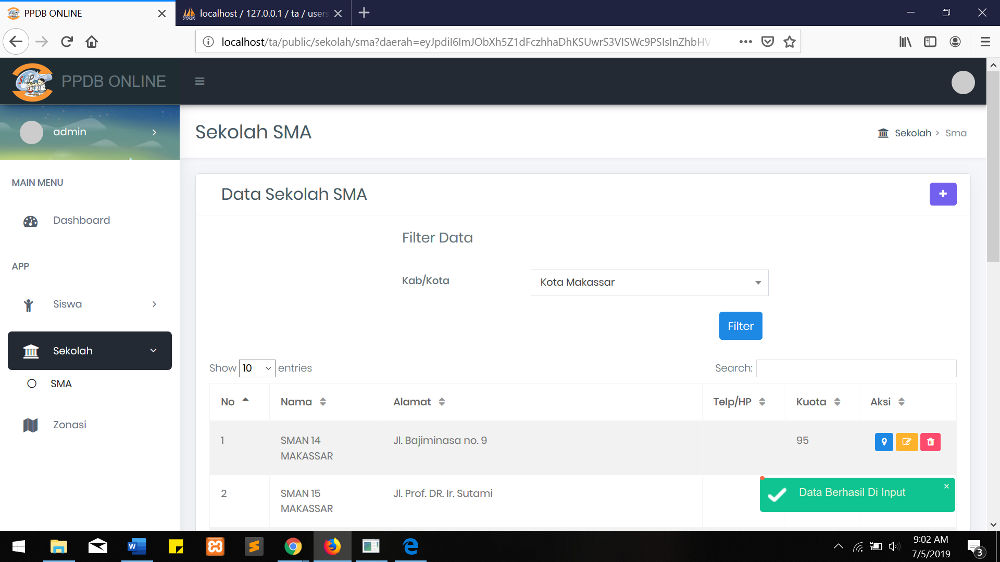 PPDB ONLINE
localhost / 127.0.0.1 / ta / users
localhost/ta/public/sekolah/sma?daerah=eyJpdiI6ImJObXh5Z1dFczhhaDhKSUwrS3VISWc9PSIsInZhbHV
PPDB ONLINE
admin
Sekolah SMA
Sekolah > Sma
MAIN MENU
Dashboard
APP
Siswa
Sekolah
SMA
Zonasi
Data Sekolah SMA
Filter Data
Kab/Kota
Kota Makassar
Filter
Show 10 entries
Search:
No Nama Alamat Telp/HP Kuota Aksi
1 SMAN 14 Jl. Bajiminasa no. 9 95
MAKASSAR
2 SMAN 15 Jl. Prof. DR. Ir. Sutami
MAKASSAR
Data Berhasil Di Input
9:02 AM
7/5/2019
3